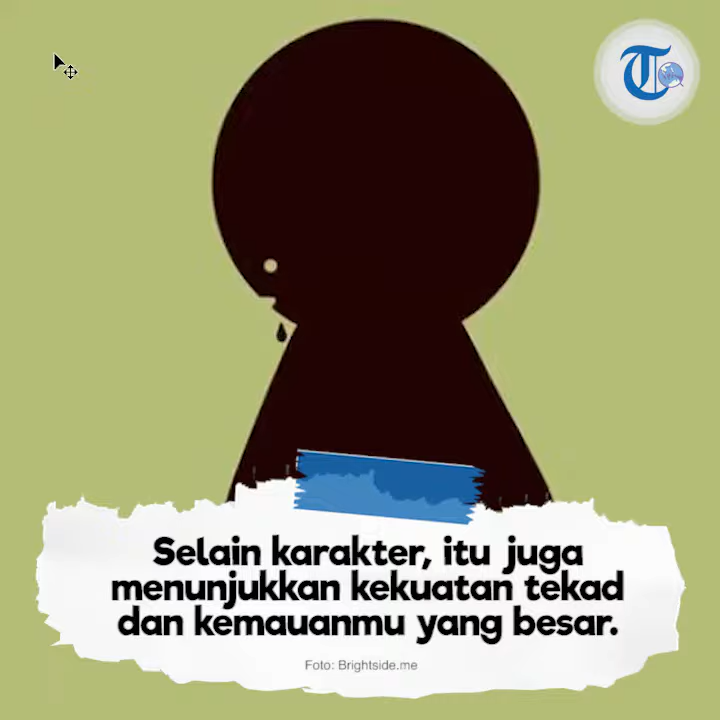 T
Selain karakter, itu juga
menunjukkan kekuatan tekad
dan kemauanmu yang besar.
Foto: Brightside.me